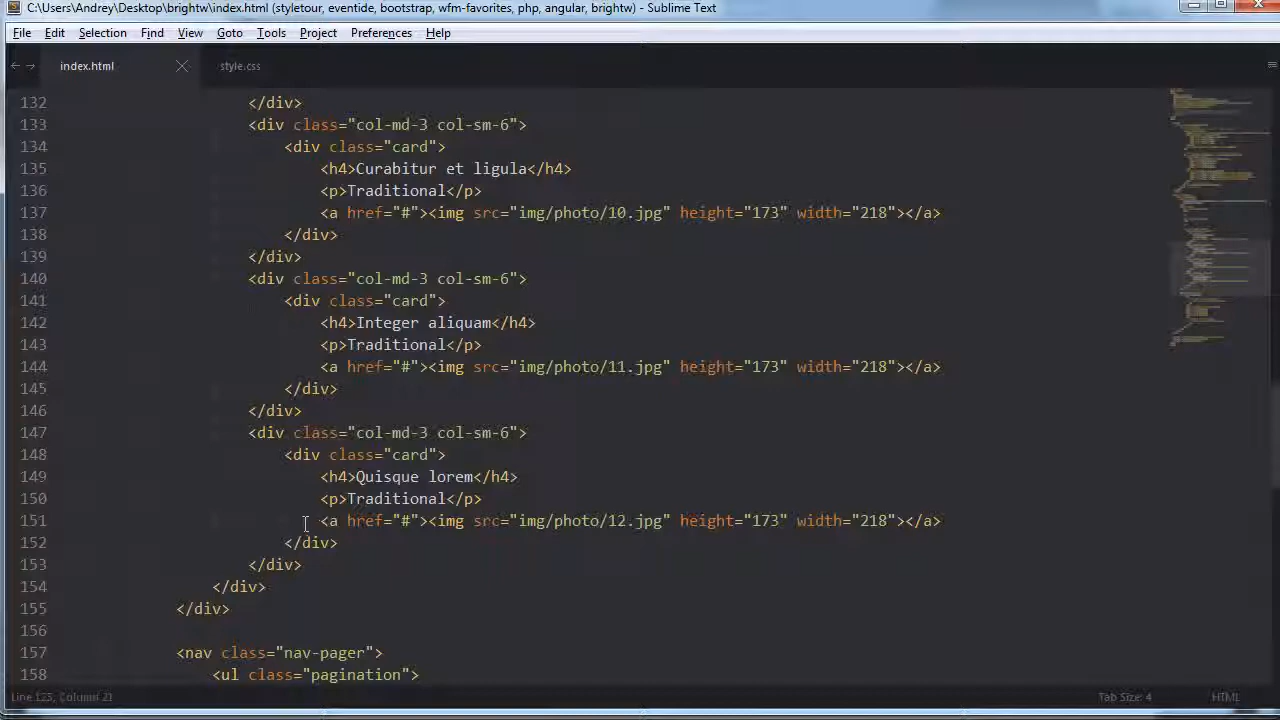 C:\Users\Andrey\Desktop\brightw\index.html (styletour, eventide, bootstrap, wfm-favorites, php, angular, brightw) - Sublime Text
File Edit Selection Find View Goto Tools Project Preferences Help
index.html style.css
132 </div>
133 <div class="col-md-3 col-sm-6">
134 <div class="card">
135 <h4>Curabitur et ligula</h4>
136 <p>Traditional</p>
137 <a href="#"><img src="img/photo/10.jpg" height="173" width="218"></a>
138 </div>
139 </div>
140 <div class="col-md-3 col-sm-6">
141 <div class="card">
142 <h4>Integer aliquam</h4>
143 <p>Traditional</p>
144 <a href="#"><img src="img/photo/11.jpg" height="173" width="218"></a>
145 </div>
146 </div>
147 <div class="col-md-3 col-sm-6">
148 <div class="card">
149 <h4>Quisque lorem</h4>
150 <p>Traditional</p>
151 <a href="#"><img src="img/photo/12.jpg" height="173" width="218"></a>
152 </div>
153 </div>
154 </div>
155 </div>
156
157 <nav class="nav-pager">
158 <ul class="pagination">
Line 125, Column 21 Tab Size: 4 HTML